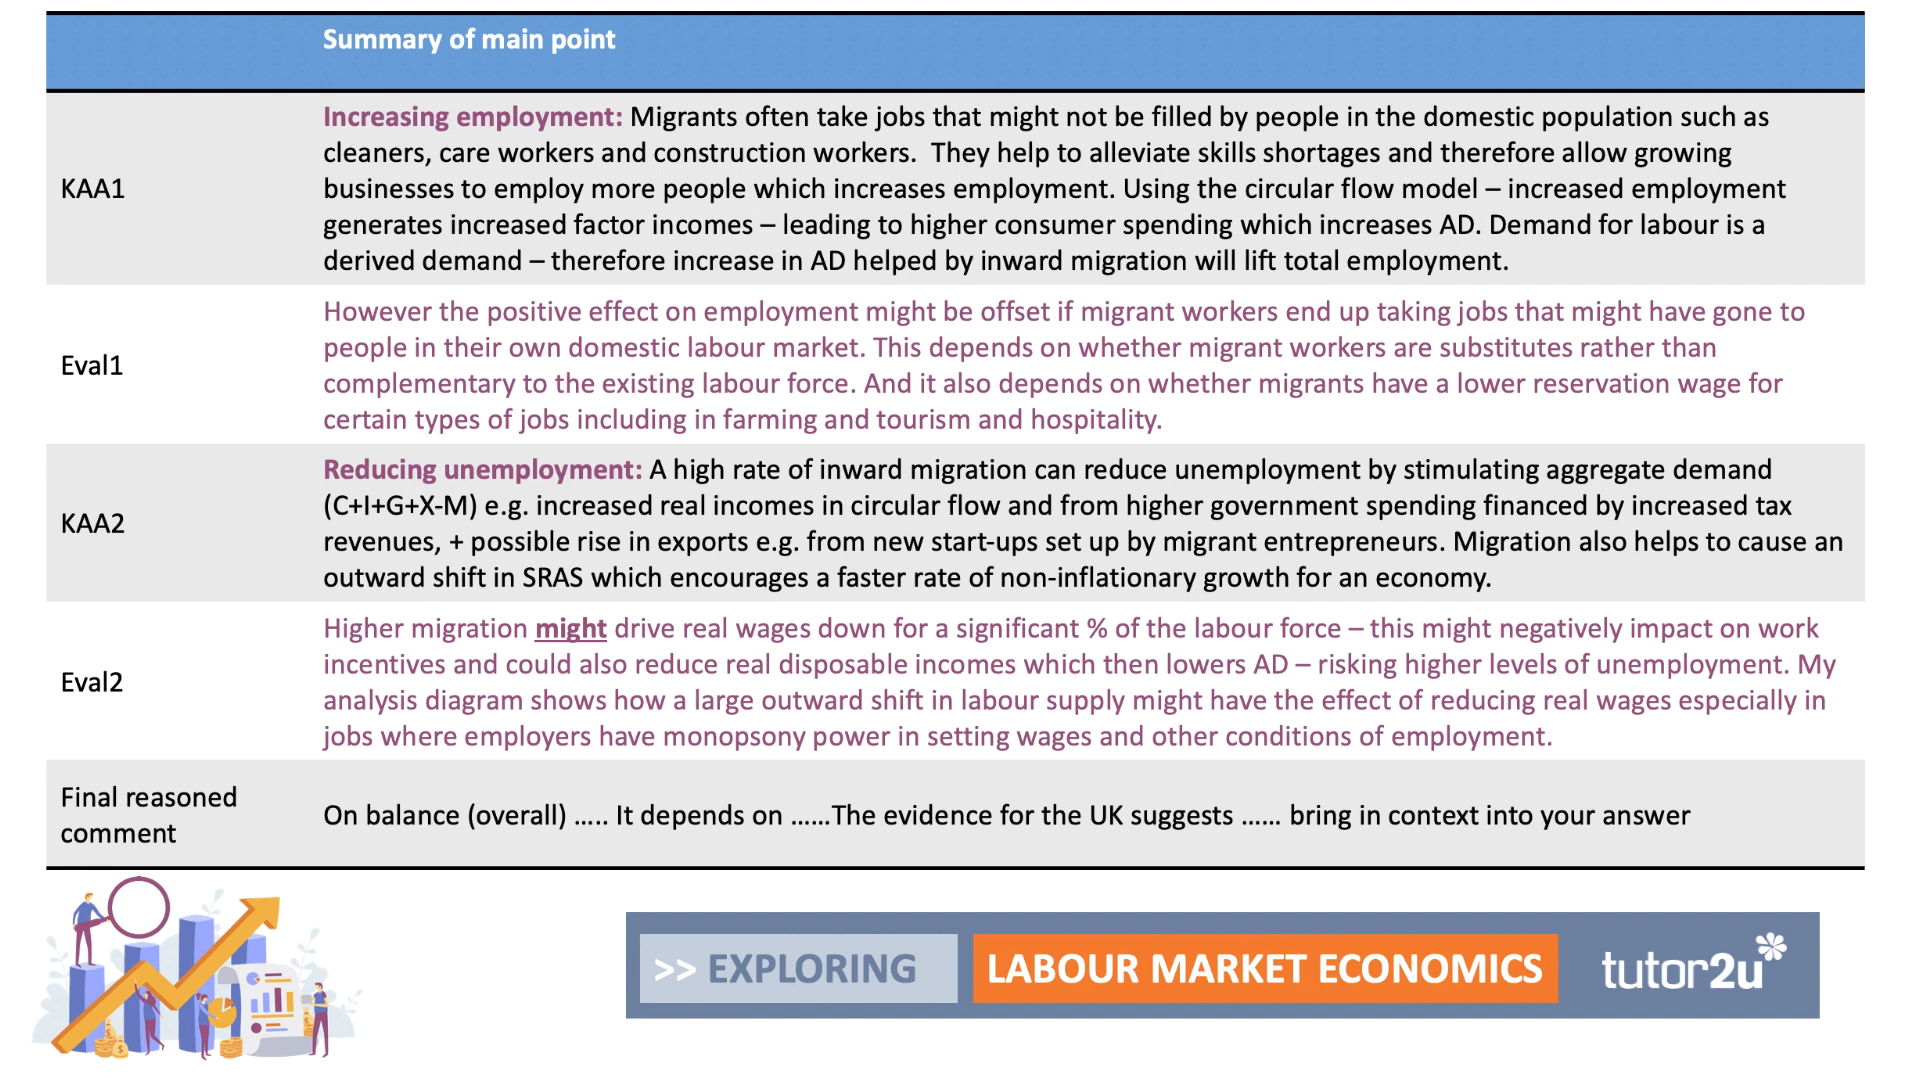 Summary of main point
Increasing employment: Migrants often take jobs that might not be filled by people in the domestic population such as
cleaners, care workers and construction workers.  They help to alleviate skills shortages and therefore allow growing
KAA1
businesses to employ more people which increases employment. Using the circular flow model – increased employment
generates increased factor incomes – leading to higher consumer spending which increases AD. Demand for labour is a
derived demand – therefore increase in AD helped by inward migration will lift total employment.
However the positive effect on employment might be offset if migrant workers end up taking jobs that might have gone to
people in their own domestic labour market. This depends on whether migrant workers are substitutes rather than
Eval1
complementary to the existing labour force. And it also depends on whether migrants have a lower reservation wage for
certain types of jobs including in farming and tourism and hospitality.
Reducing unemployment: A high rate of inward migration can reduce unemployment by stimulating aggregate demand
(C+I+G+X-M) e.g. increased real incomes in circular flow and from higher government spending financed by increased tax
KAA2
revenues, + possible rise in exports e.g. from new start-ups set up by migrant entrepreneurs. Migration also helps to cause an
outward shift in SRAS which encourages a faster rate of non-inflationary growth for an economy.
Higher migration might drive real wages down for a significant % of the labour force – this might negatively impact on work
incentives and could also reduce real disposable incomes which then lowers AD – risking higher levels of unemployment. My
Eval2
analysis diagram shows how a large outward shift in labour supply might have the effect of reducing real wages especially in
jobs where employers have monopsony power in setting wages and other conditions of employment.
Final reasoned
comment
On balance (overall) ..... It depends on ......The evidence for the UK suggests ...... bring in context into your answer
>> EXPLORING
LABOUR MARKET ECONOMICS
tutor2u